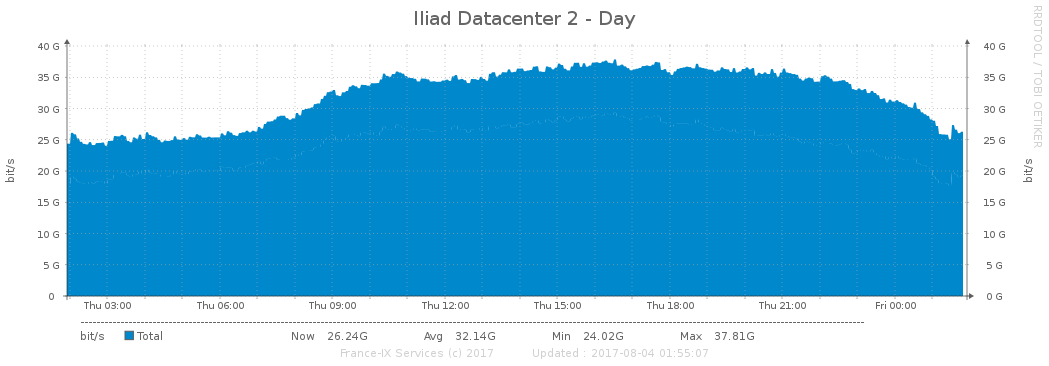 Iliad Datacenter 2 - Day
RRDTOOL / TOBI OETIKER
40 G 40 G
35 G 35 G
30 G 30 G
25 G 25 G
20 G 20 G
15 G 15 G
10 G 10 G
5 G 5 G
0 0 G
bit/s bit/s
Thu 03:00 Thu 06:00 Thu 09:00 Thu 12:00 Thu 15:00 Thu 18:00 Thu 21:00 Fri 00:00
bit/s Total Now 26.24G Avg 32.14G Min 24.02G Max 37.81G
France-IX Services (c) 2017 Updated : 2017-08-04 01:55:07